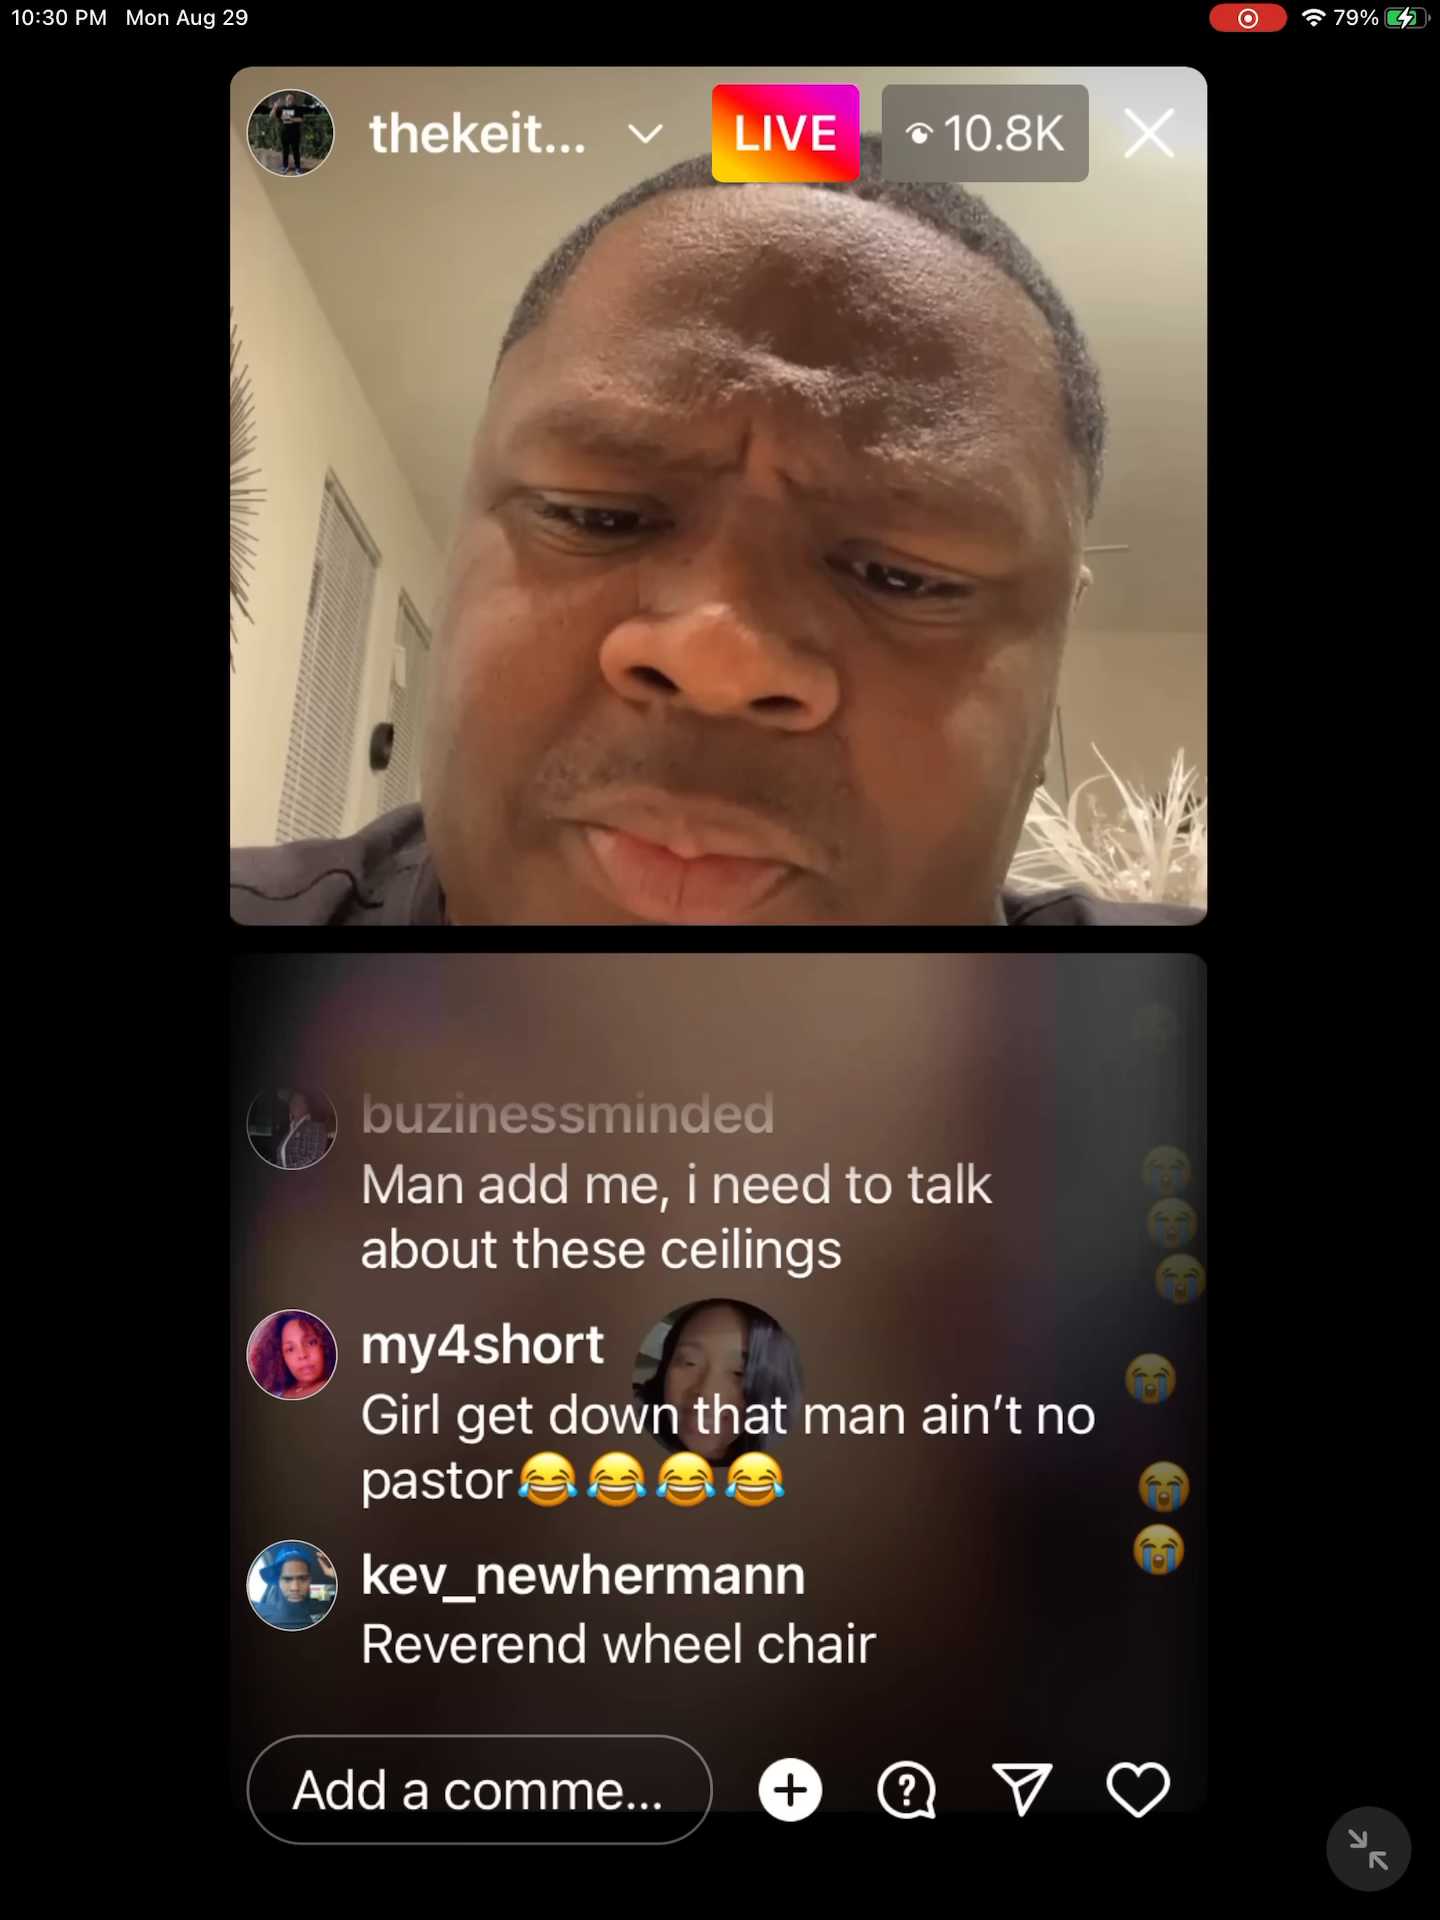 10:30 PM Mon Aug 29
79%
thekeit...
LIVE
10.8K
buzinessminded
Man add me, i need to talk
about these ceilings
my4short
Girl get down that man ain't no
pastor😂😂😂😂
kev_newhermann
Reverend wheel chair
Add a comme...